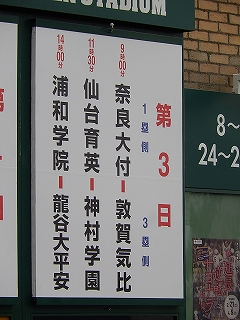 STADIUM
第3日
1塁側 3塁側
9時00分
奈良大付-敦賀気比
11時30分
仙台育英-神村学園
14時00分
浦和学院-龍谷大平安
第
8～
24～2